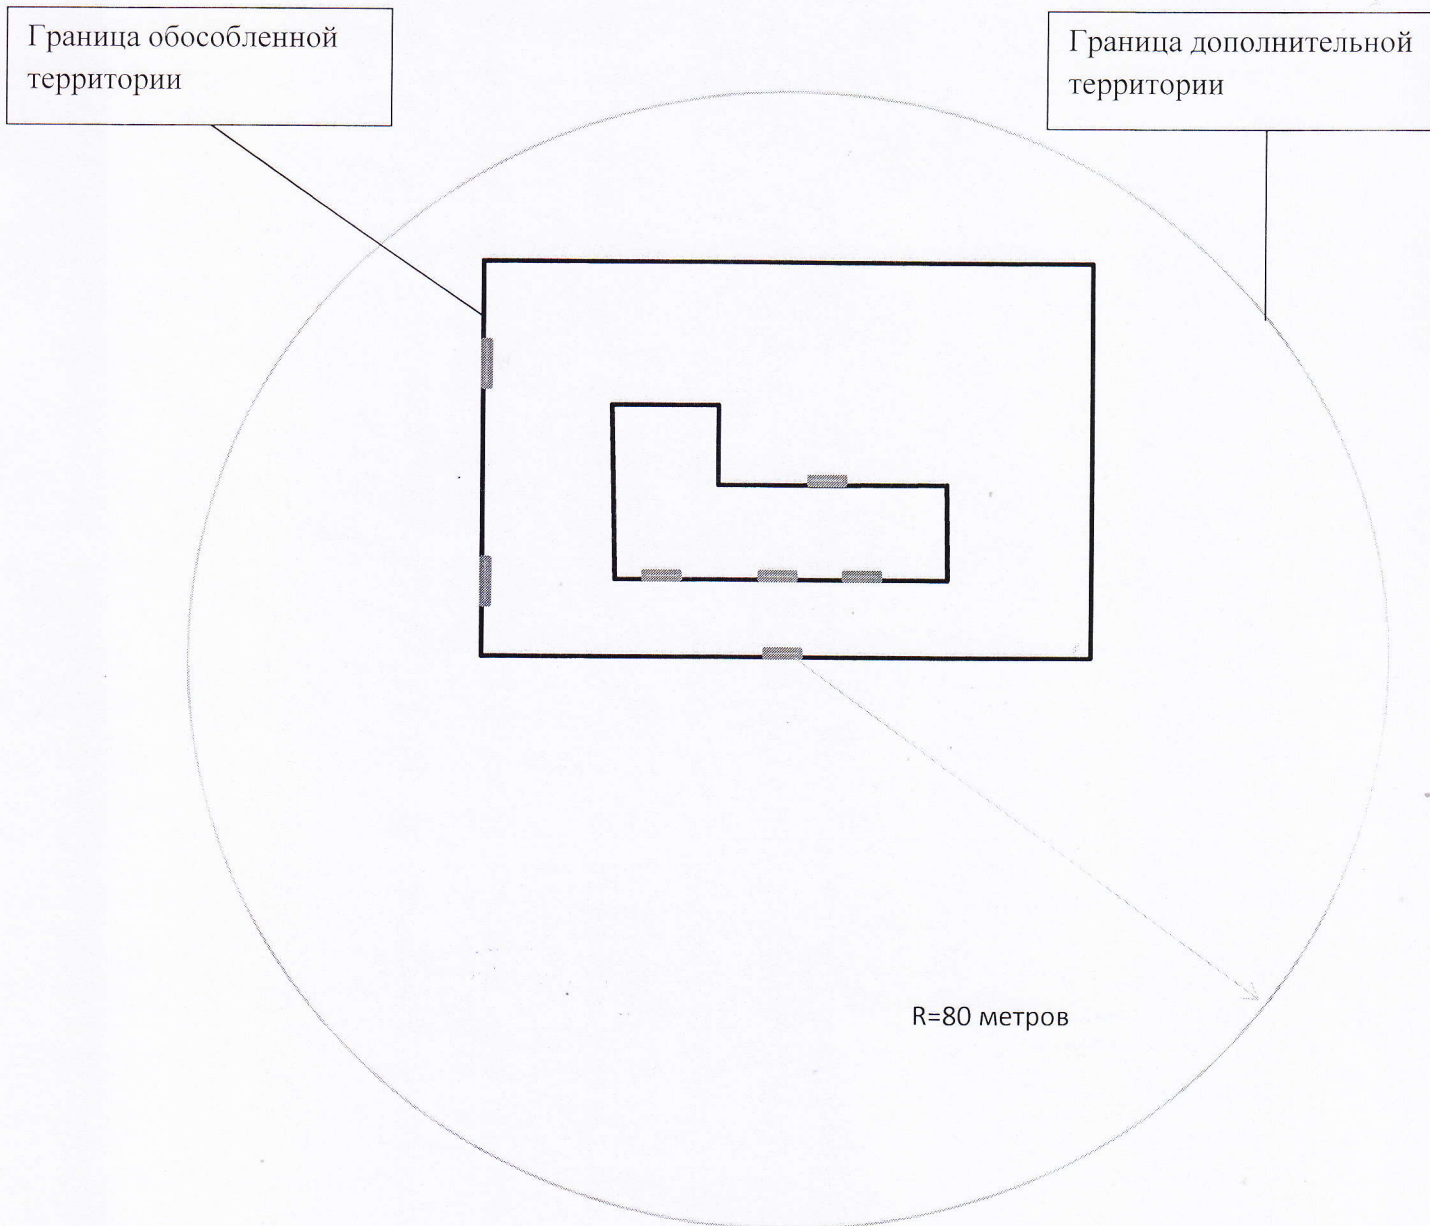 Граница обособленной
территории
Граница дополнительной
территории
R=80 метров